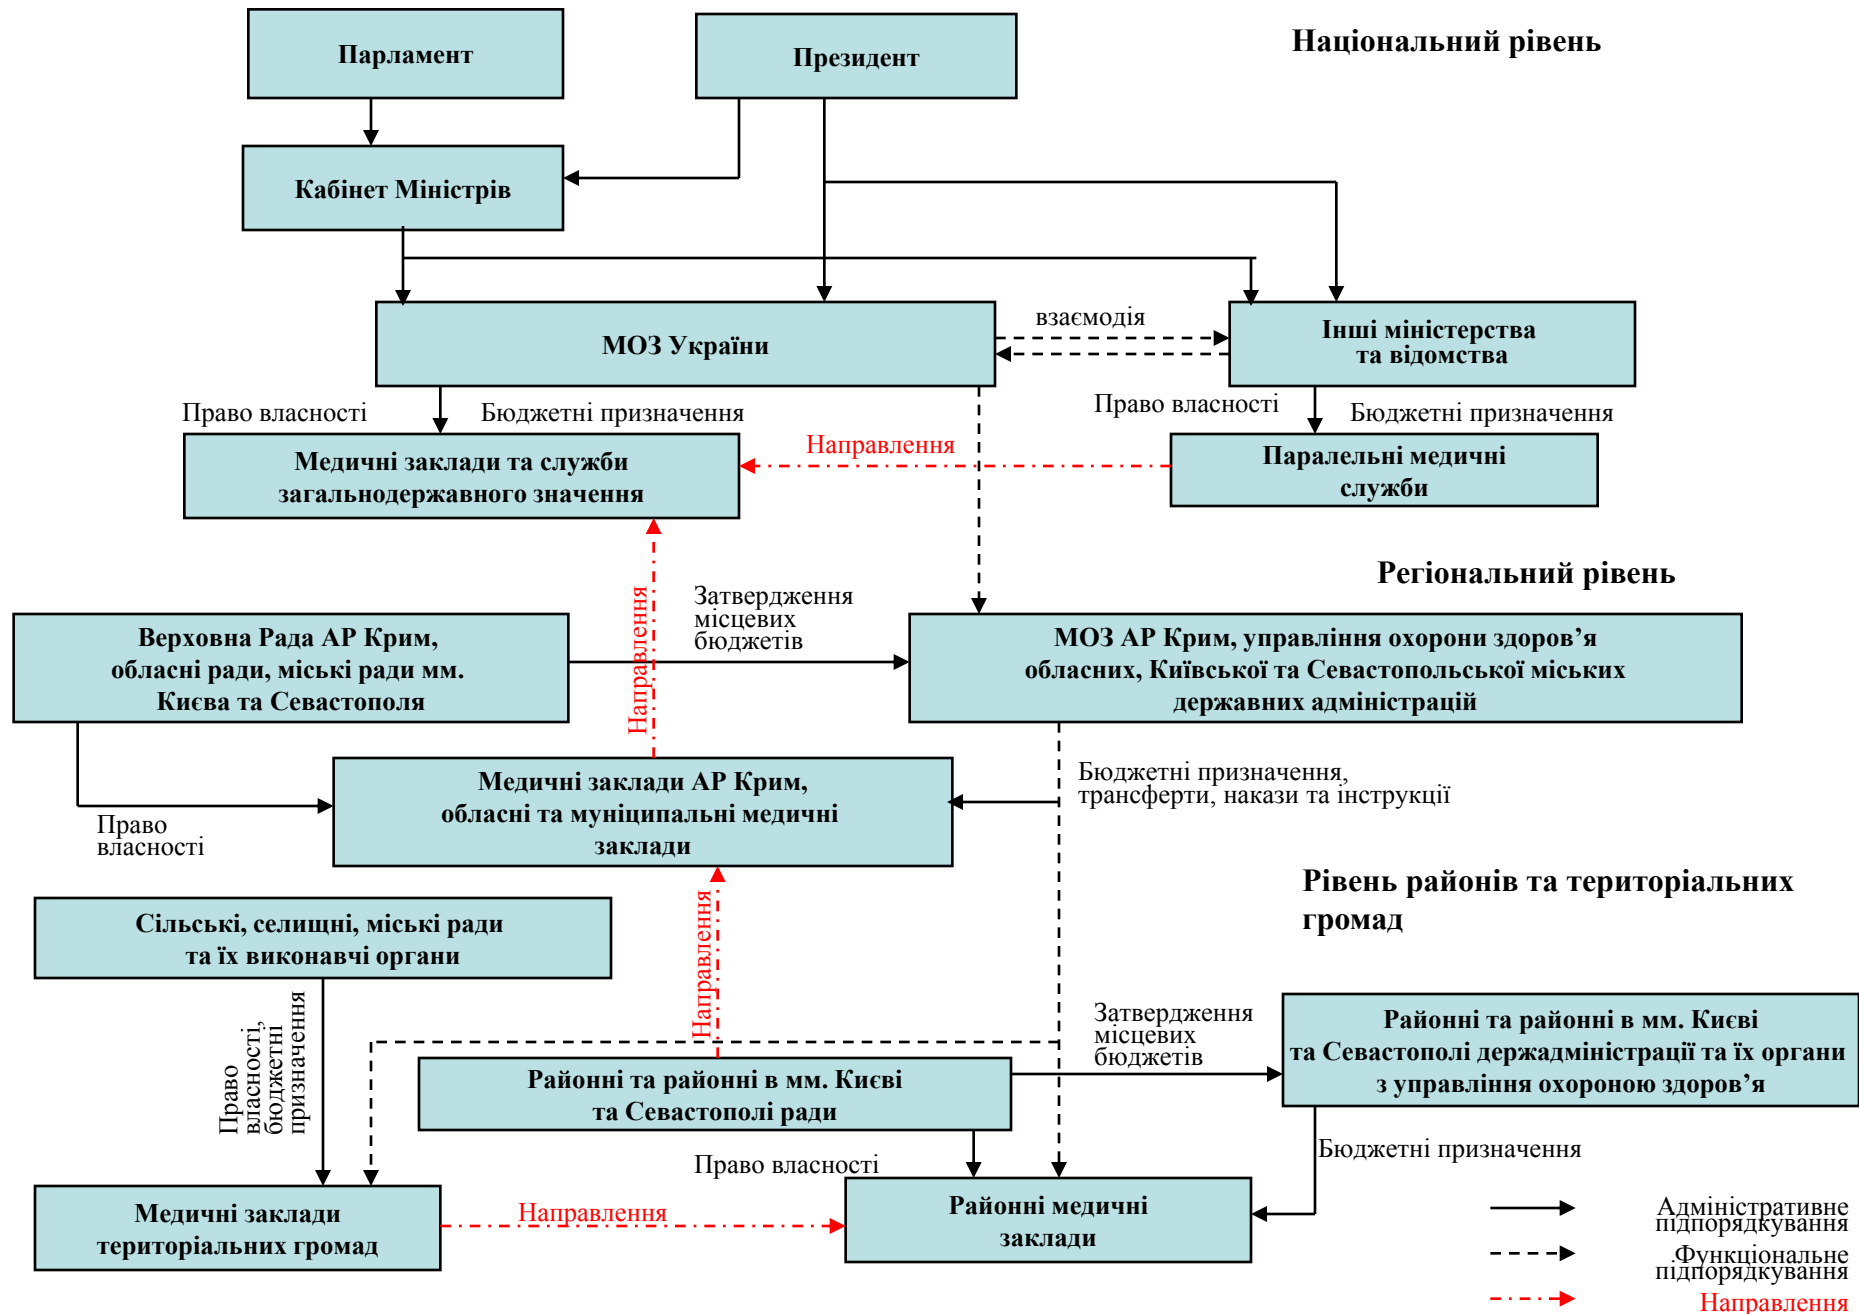 Парламент
Президент
Національний рівень
Кабінет Міністрів
МОЗ України
взаємодія
Інші міністерства
та відомства
Право власності
Бюджетні призначення
Право власності
Бюджетні призначення
Медичні заклади та служби
загальнодержавного значення
Направлення
Паралельні медичні
служби
Регіональний рівень
Направлення
Верховна Рада АР Крим,
обласні ради, міські ради мм.
Києва та Севастополя
Затвердження
місцевих
бюджетів
МОЗ АР Крим, управління охорони здоров’я
обласних, Київської та Севастопольської міських
державних адміністрацій
Медичні заклади АР Крим,
обласні та муніципальні медичні
заклади
Бюджетні призначення,
трансферти, накази та інструкції
Право
власності
Рівень районів та територіальних
громад
Направлення
Сільські, селищні, міські ради
та їх виконавчі органи
Право
власності,
бюджетні
призначення
Затвердження
місцевих
бюджетів
Районні та районні в мм. Києві
та Севастополі держадміністрації та їх органи
з управління охороною здоров’я
Районні та районні в мм. Києві
та Севастополі ради
Право власності
Бюджетні призначення
Медичні заклади
територіальних громад
Направлення
Районні медичні
заклади
Адміністративне
підпорядкування
Функціональне
підпорядкування
Направлення